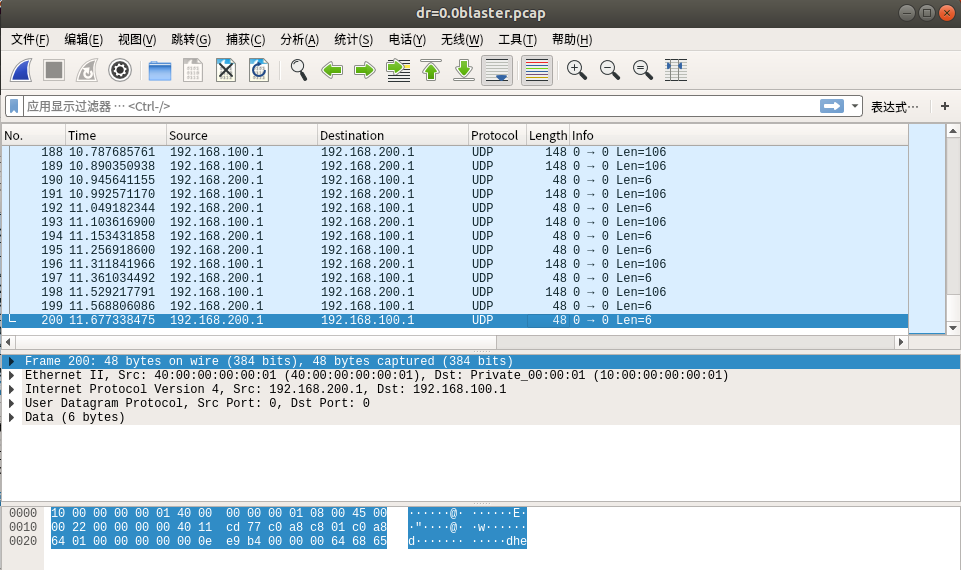 dr=0.0blaster.pcap
文件(F) 编辑(E) 视图(V) 跳转(G) 捕获(C) 分析(A) 统计(S) 电话(Y) 无线(W) 工具(T) 帮助(H)
应用显示过滤器 … <Ctrl-/> 表达式… +
No. Time Source Destination Protocol Length Info
188 10.787685761 192.168.100.1 192.168.200.1 UDP 148 0 → 0 Len=106
189 10.890350938 192.168.100.1 192.168.200.1 UDP 148 0 → 0 Len=106
190 10.945641155 192.168.200.1 192.168.100.1 UDP 48 0 → 0 Len=6
191 10.992571170 192.168.100.1 192.168.200.1 UDP 148 0 → 0 Len=106
192 11.049182344 192.168.200.1 192.168.100.1 UDP 48 0 → 0 Len=6
193 11.103616900 192.168.100.1 192.168.200.1 UDP 148 0 → 0 Len=106
194 11.153431858 192.168.200.1 192.168.100.1 UDP 48 0 → 0 Len=6
195 11.256918600 192.168.200.1 192.168.100.1 UDP 48 0 → 0 Len=6
196 11.311841966 192.168.100.1 192.168.200.1 UDP 148 0 → 0 Len=106
197 11.361034492 192.168.200.1 192.168.100.1 UDP 48 0 → 0 Len=6
198 11.529217791 192.168.100.1 192.168.200.1 UDP 148 0 → 0 Len=106
199 11.568806086 192.168.200.1 192.168.100.1 UDP 48 0 → 0 Len=6
200 11.677338475 192.168.200.1 192.168.100.1 UDP 48 0 → 0 Len=6
Frame 200: 48 bytes on wire (384 bits), 48 bytes captured (384 bits)
Ethernet II, Src: 40:00:00:00:00:01 (40:00:00:00:00:01), Dst: Private_00:00:01 (10:00:00:00:00:01)
Internet Protocol Version 4, Src: 192.168.200.1, Dst: 192.168.100.1
User Datagram Protocol, Src Port: 0, Dst Port: 0
Data (6 bytes)
0000 10 00 00 00 00 01 40 00 00 00 00 01 08 00 45 00 ······@· ······E·
0010 00 22 00 00 00 00 40 11 cd 77 c0 a8 c8 01 c0 a8 ·"····@· ·w······
0020 64 01 00 00 00 00 00 0e e9 b4 00 00 00 64 68 65 d······· ·····dhe